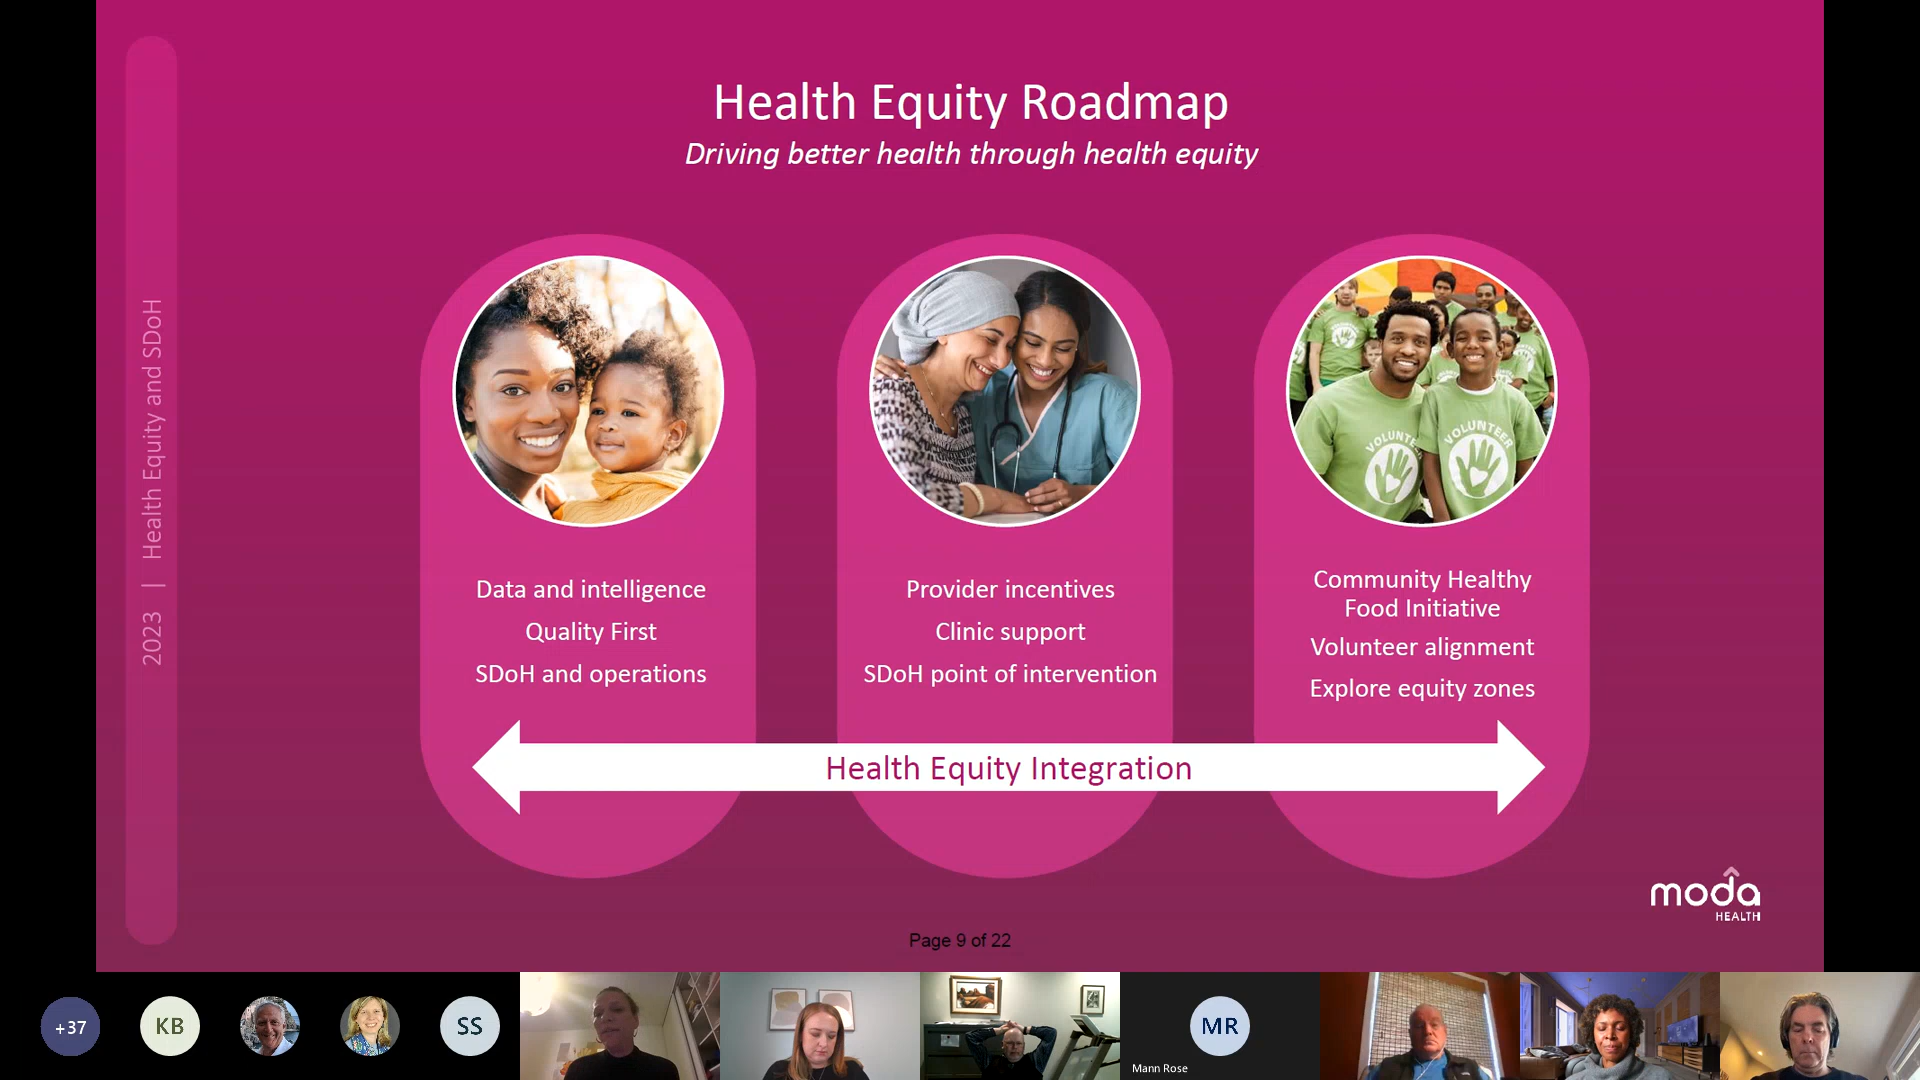 Health Equity Roadmap
Driving better health through health equity
2023 | Health Equity and SDoH
Data and intelligence
Quality First
SDoH and operations
Provider incentives
Clinic support
SDoH point of intervention
VOLUNTEER
Community Healthy
Food Initiative
Volunteer alignment
Explore equity zones
Health Equity Integration
moda
HEALTH
Page 9 of 22
+37
KB
SS
MR
Mann Rose